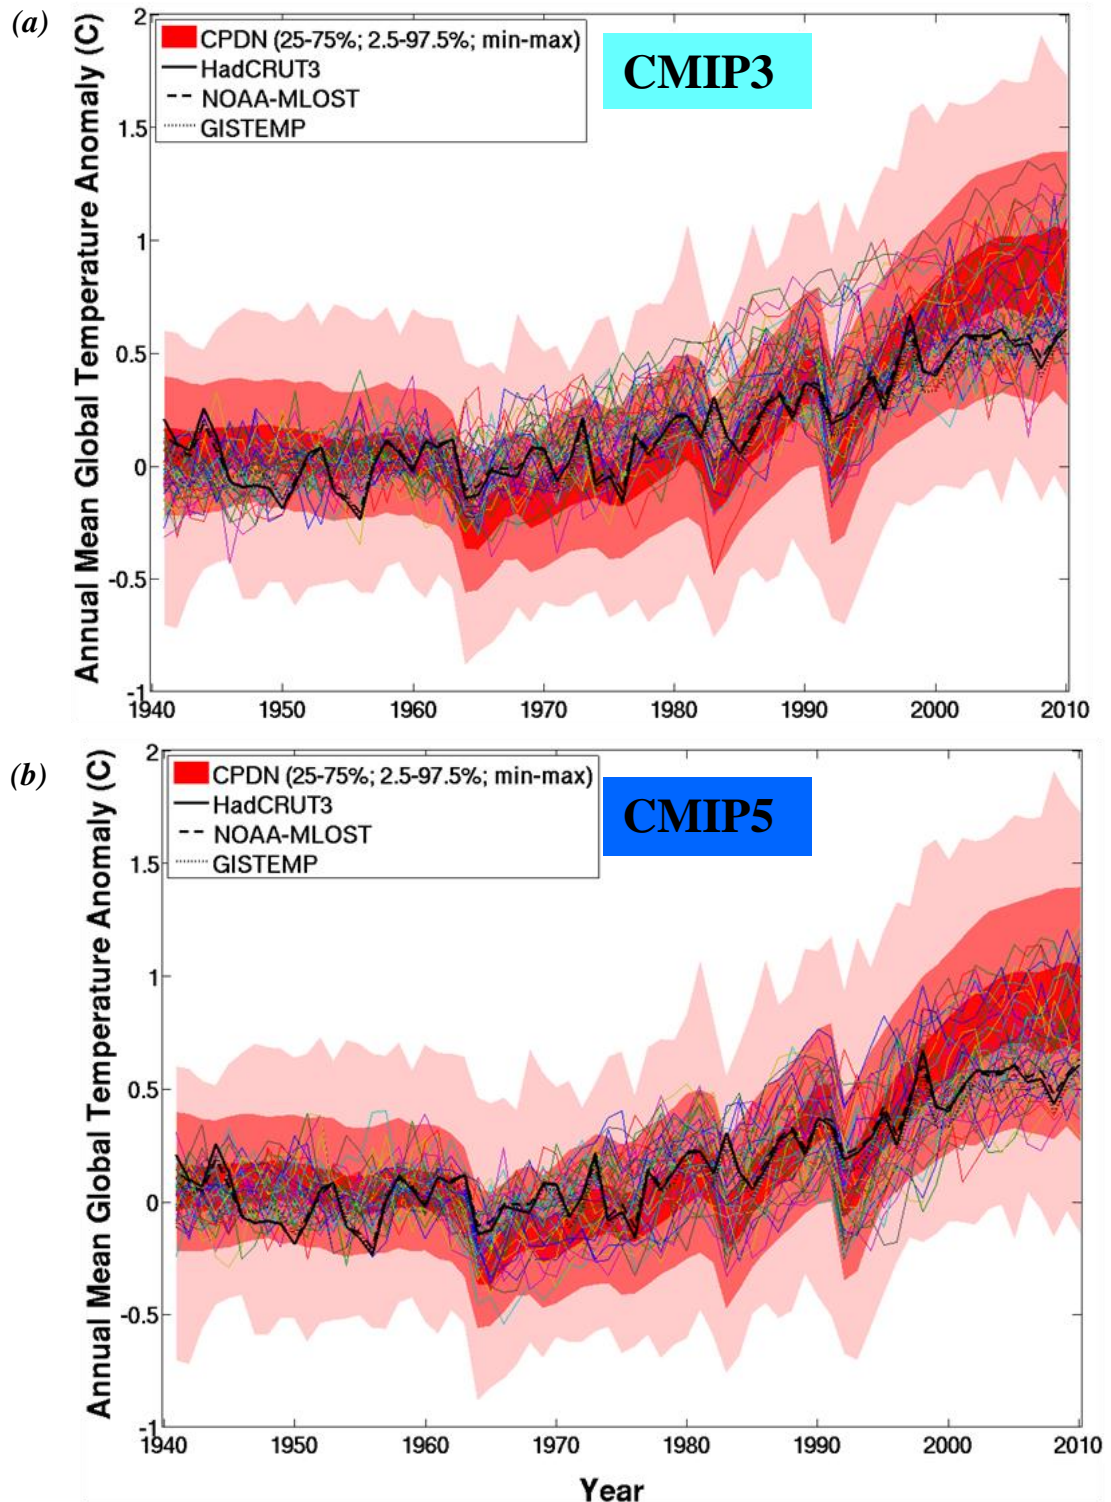 (a)
Annual Mean Global Temperature Anomaly (C)
2
1.5
1
0.5
0
-0.5
-1
CPDN (25-75%; 2.5-97.5%; min-max)
HadCRUT3
NOAA-MLOST
GISTEMP
CMIP3
1940 1950 1960 1970 1980 1990 2000 2010
(b)
Annual Mean Global Temperature Anomaly (C)
2
1.5
1
0.5
0
-0.5
-1
CPDN (25-75%; 2.5-97.5%; min-max)
HadCRUT3
NOAA-MLOST
GISTEMP
CMIP5
1940 1950 1960 1970 1980 1990 2000 2010
Year